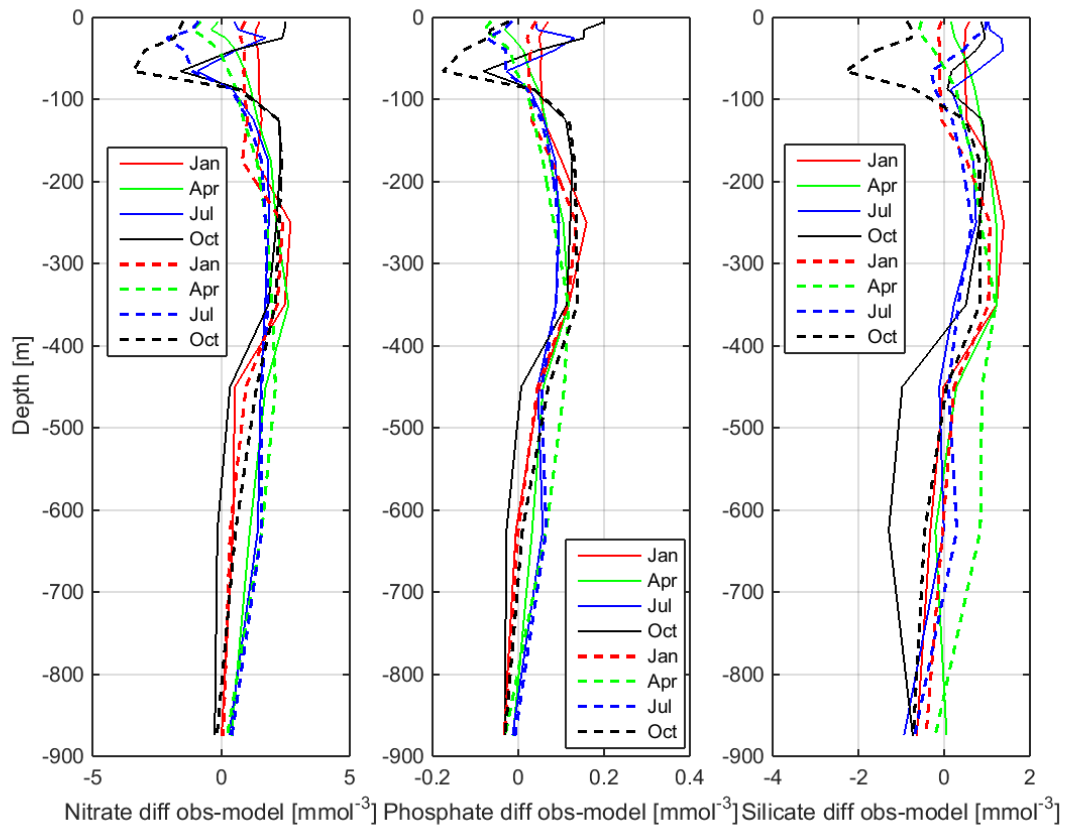 0
-100
-200
-300
-400
-500
-600
-700
-800
-900
-5
0
5
Depth [m]
Nitrate diff obs-model [mmol-3]
Jan
Apr
Jul
Oct
Jan
Apr
Jul
Oct
0
-100
-200
-300
-400
-500
-600
-700
-800
-900
-0.2
0
0.2
0.4
Phosphate diff obs-model [mmol-3]
Jan
Apr
Jul
Oct
Jan
Apr
Jul
Oct
0
-100
-200
-300
-400
-500
-600
-700
-800
-900
-4
-2
0
2
Silicate diff obs-model [mmol-3]
Jan
Apr
Jul
Oct
Jan
Apr
Jul
Oct